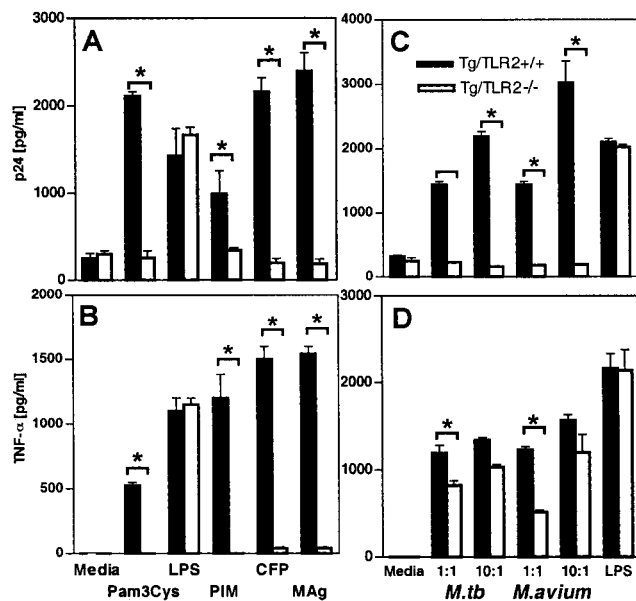 A
p24 [pg/ml]
3000
2000
1000
0
* * * *
C
Tg/TLR2+/+
Tg/TLR2-/-
4000
3000
2000
1000
0
* * *
B
TNF-α [pg/ml]
2000
1500
1000
500
0
* * * *
Media LPS PIM CFP MAg
Pam3Cys
D
3000
2000
1000
0
* *
Media 1:1 10:1 1:1 10:1 LPS
M.tb M.avium